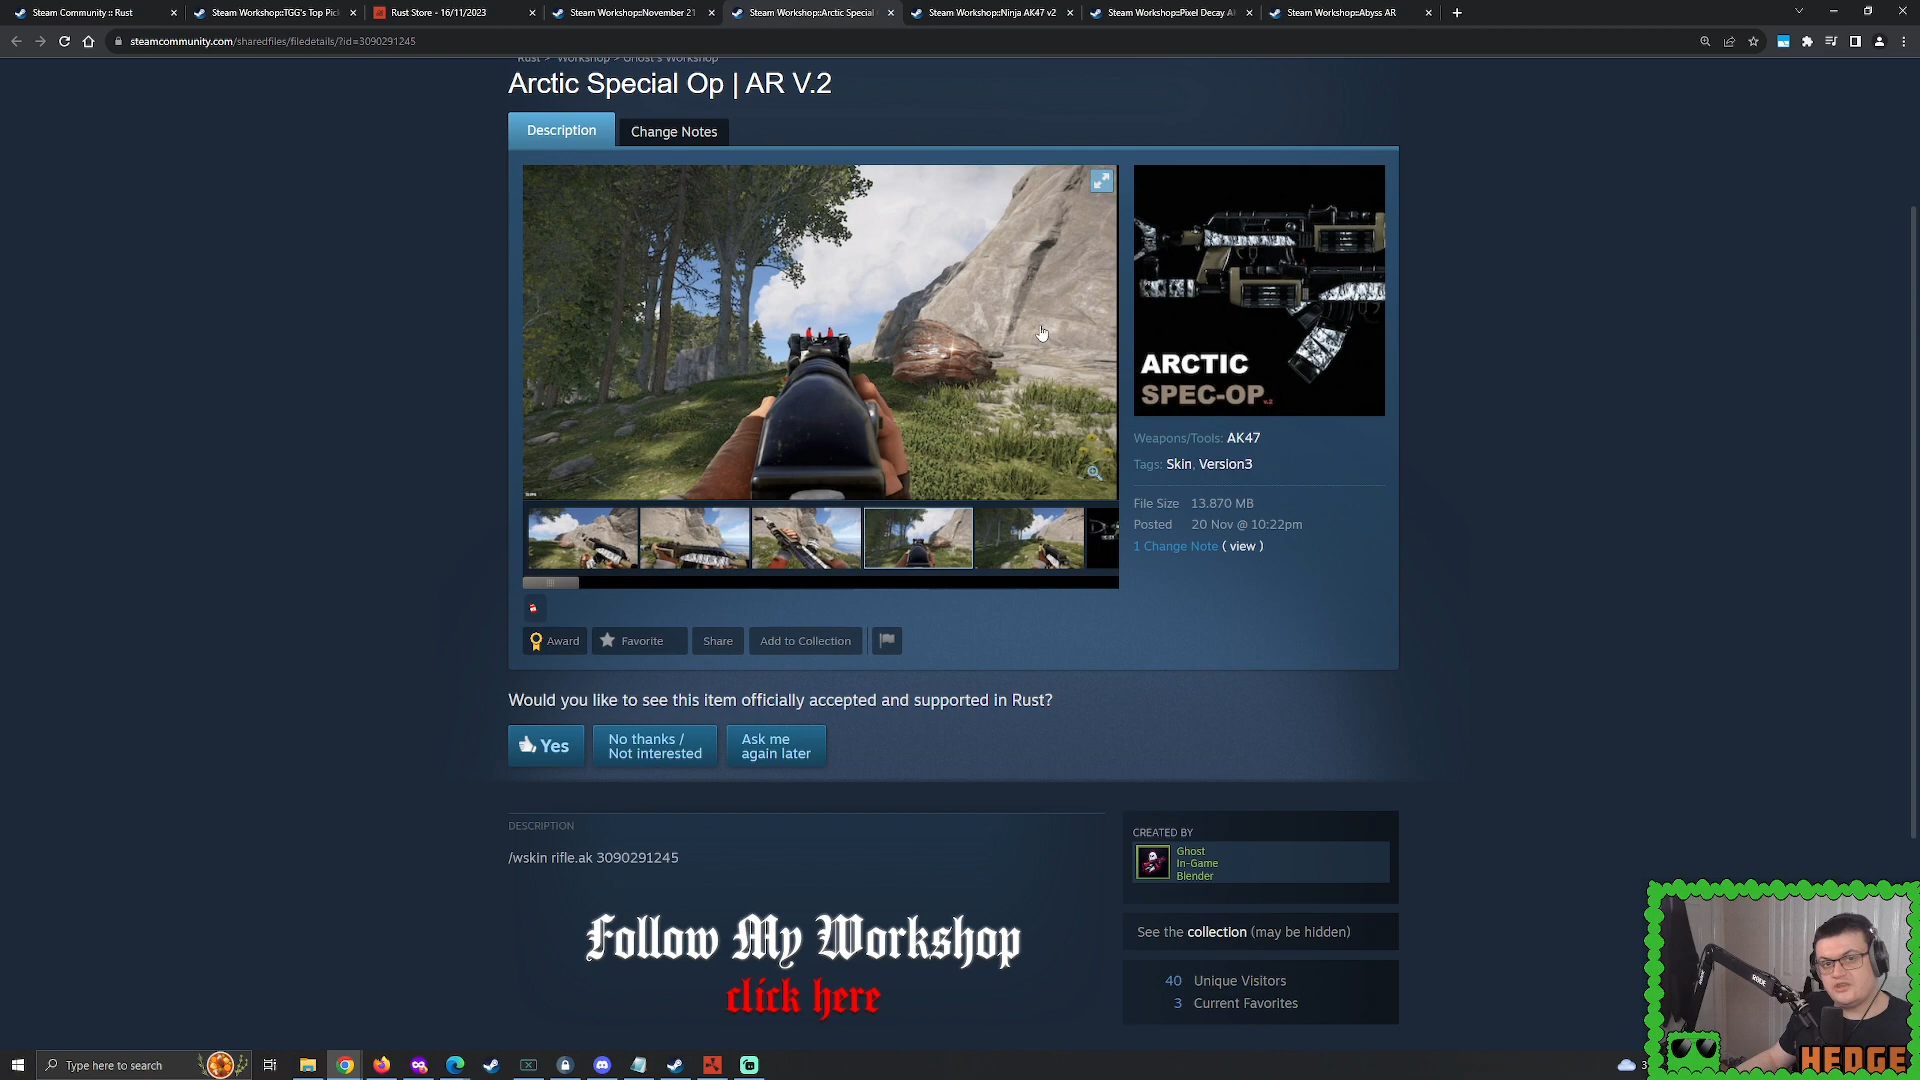 Steam Community :: Rust
Steam Workshop::TGG's Top Pick
Rust Store - 16/11/2023
Steam Workshop::November 21
Steam Workshop::Arctic Special
Steam Workshop::Ninja AK47 v2
Steam Workshop::Pixel Decay A
Steam Workshop::Abyss AR
steamcommunity.com/sharedfiles/filedetails/?id=3090291245
Rust > Workshop > Ghost's Workshop
Arctic Special Op | AR V.2
Description
Change Notes
ARCTIC
SPEC-OP v.2
Weapons/Tools: AK47
Tags: Skin, Version3
File Size 13.870 MB
Posted 20 Nov @ 10:22pm
1 Change Note ( view )
Award
Favorite
Share
Add to Collection
Would you like to see this item officially accepted and supported in Rust?
Yes
No thanks /
Not interested
Ask me
again later
DESCRIPTION
/wskin rifle.ak 3090291245
Follow My Workshop
click here
CREATED BY
Ghost
In-Game
Blender
See the collection (may be hidden)
40 Unique Visitors
3 Current Favorites
Type here to search
RODE
HEDGE